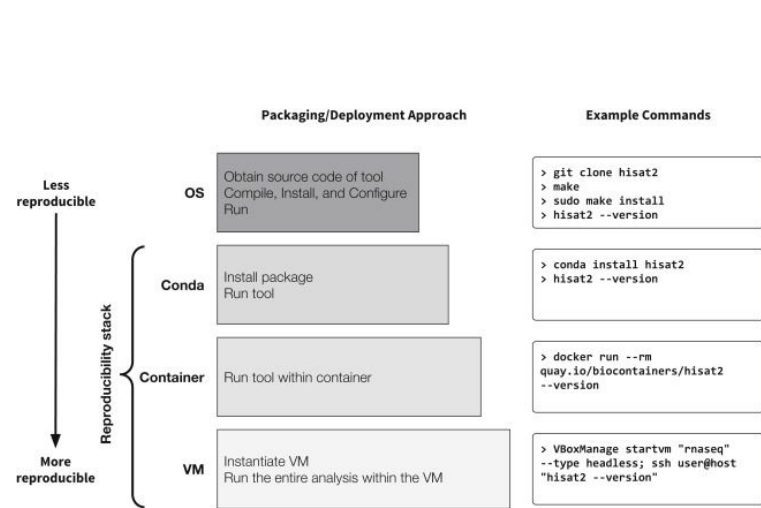 Packaging/Deployment Approach
Example Commands
Less
reproducible
OS
Obtain source code of tool
Compile, Install, and Configure
Run
> git clone hisat2
> make
> sudo make install
> hisat2 --version
Reproducibility stack
Conda
Install package
Run tool
> conda install hisat2
> hisat2 --version
Container
Run tool within container
> docker run --rm
quay.io/biocontainers/hisat2
--version
More
reproducible
VM
Instantiate VM
Run the entire analysis within the VM
> VBoxManage startvm "rnaseq"
--type headless; ssh user@host
"hisat2 --version"